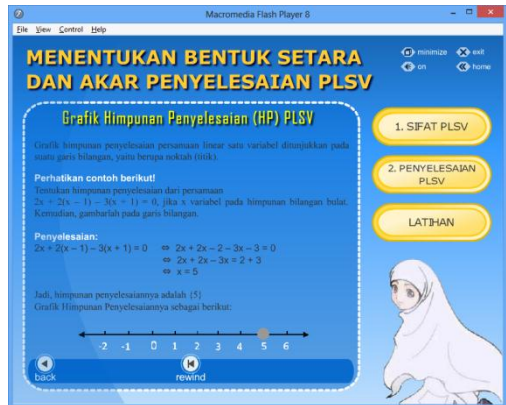 Macromedia Flash Player 8
File View Control Help
MENENTUKAN BENTUK SETARA
DAN AKAR PENYELESAIAN PLSV
minimize exit
on home
Grafik Himpunan Penyelesaian (HP) PLSV
Grafik himpunan penyelesaian persamaan linear satu variabel ditunjukkan pada
suatu garis bilangan, yaitu berupa noktah (titik).
Perhatikan contoh berikut!
Tentukan himpunan penyelesaian dari persamaan
2x + 2(x – 1) – 3(x + 1) = 0, jika x variabel pada himpunan bilangan bulat.
Kemudian, gambarlah pada garis bilangan.
Penyelesaian:
2x + 2(x – 1) – 3(x + 1) = 0 ⇔ 2x + 2x – 2 – 3x – 3 = 0
⇔ 2x + 2x – 3x = 2 + 3
⇔ x = 5
Jadi, himpunan penyelesaiannya adalah {5}
Grafik Himpunan Penyelesaiannya sebagai berikut:
-2 -1 0 1 2 3 4 5 6
back rewind
1. SIFAT PLSV
2. PENYELESAIAN
PLSV
LATIHAN